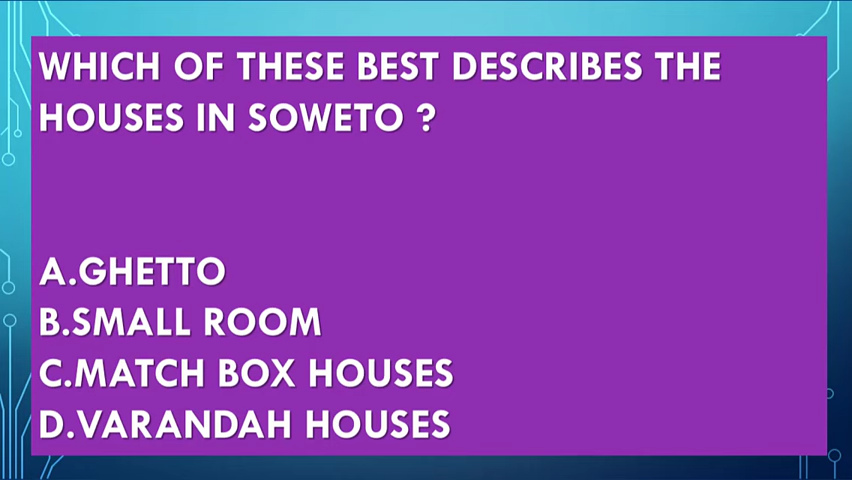 WHICH OF THESE BEST DESCRIBES THE
HOUSES IN SOWETO ?
A.GHETTO
B.SMALL ROOM
C.MATCH BOX HOUSES
D.VARANDAH HOUSES